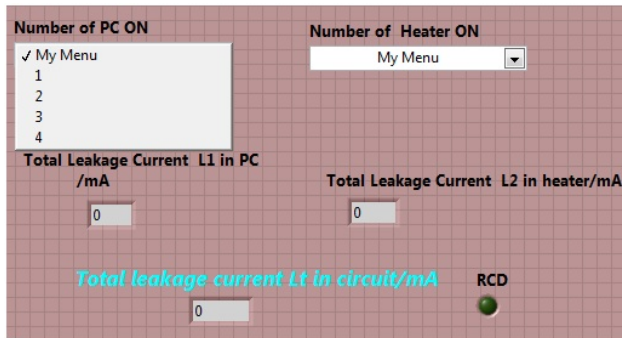 Number of PC ON
Number of Heater ON
✓ My Menu
My Menu
1
2
3
4
Total Leakage Current L1 in PC
/mA
Total Leakage Current L2 in heater/mA
0
0
Total leakage current Lt in circuit/mA
RCD
0